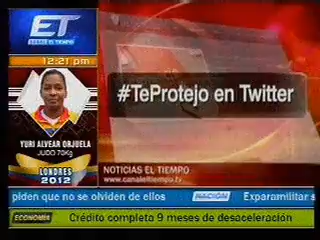 ET
CANAL EL TIEMPO
12:21 pm
#TeProtejo en Twitter
YURI ALVEAR ORJUELA
JUDO 70Kg
LONDRES
2012
NOTICIAS EL TIEMPO
www.canaleltiempo.tv
piden que no se olviden de ellos NACIÓN Exparamilitar s
ECONOMÍA Crédito completa 9 meses de desaceleración